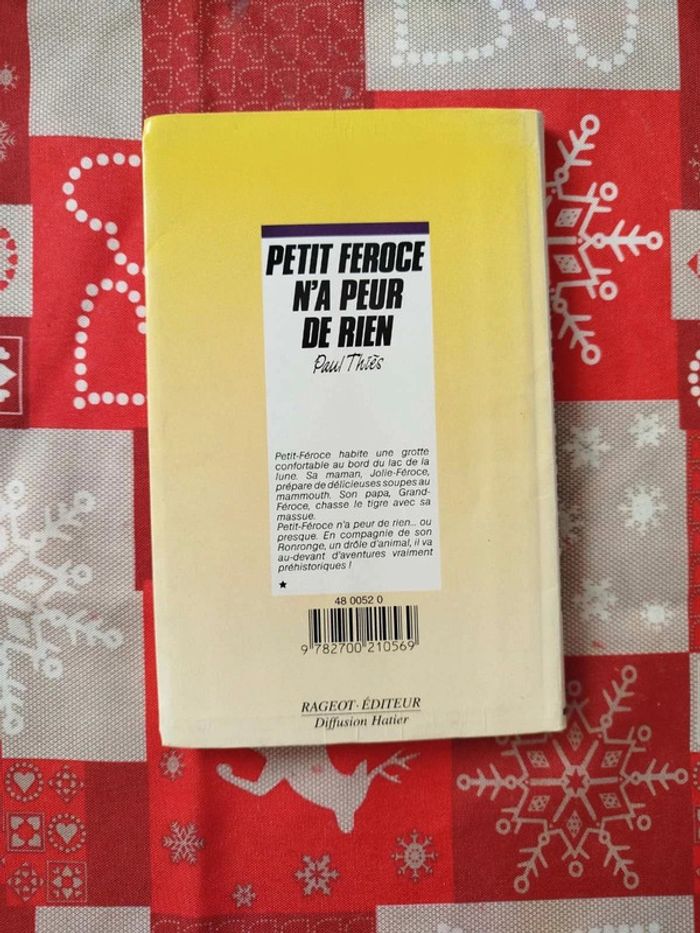 PETIT FEROCE
N'A PEUR
DE RIEN
Paul Thiès
Petit-Féroce habite une grotte
confortable au bord du lac de la
lune. Sa maman, Jolie-Féroce,
prépare de délicieuses soupes au
mammouth. Son papa, Grand-
Féroce, chasse le tigre avec sa
massue.
Petit-Féroce n'a peur de rien... ou
presque. En compagnie de son
Ronronge, un drôle d'animal, il va
au-devant d'aventures vraiment
préhistoriques !
★
48 0052 0
9 782700 210569
RAGEOT·ÉDITEUR
Diffusion Hatier